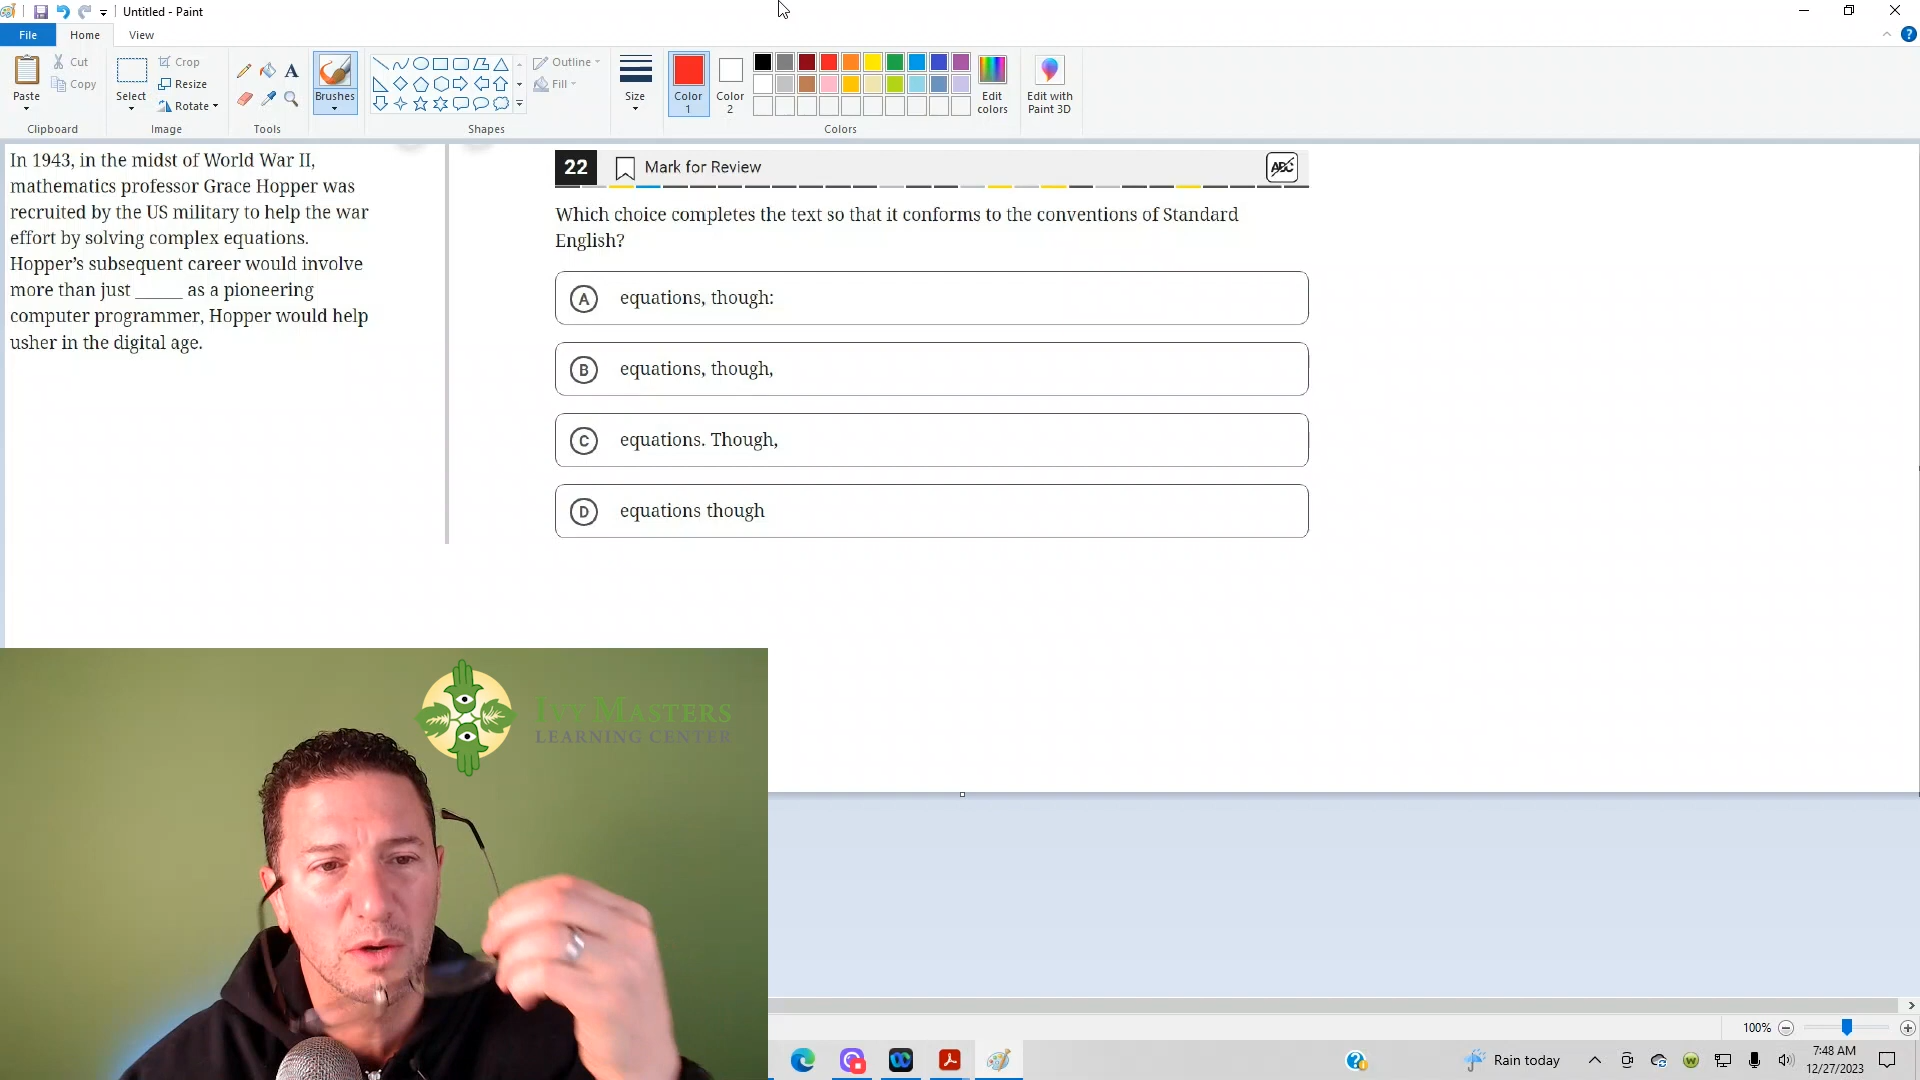 Untitled - Paint
File
Home
View
Paste
Cut
Copy
Clipboard
Select
Crop
Resize
Rotate
Image
A
Tools
Brushes
Outline
Fill
Shapes
Size
Color
1
Color
2
Edit
colors
Colors
Edit with
Paint 3D
In 1943, in the midst of World War II,
mathematics professor Grace Hopper was
recruited by the US military to help the war
effort by solving complex equations.
Hopper’s subsequent career would involve
more than just ______ as a pioneering
computer programmer, Hopper would help
usher in the digital age.
22
Mark for Review
ABC
Which choice completes the text so that it conforms to the conventions of Standard
English?
A equations, though:
B equations, though,
C equations. Though,
D equations though
IVY MASTERS
LEARNING CENTER
100%
Rain today
7:48 AM
12/27/2023